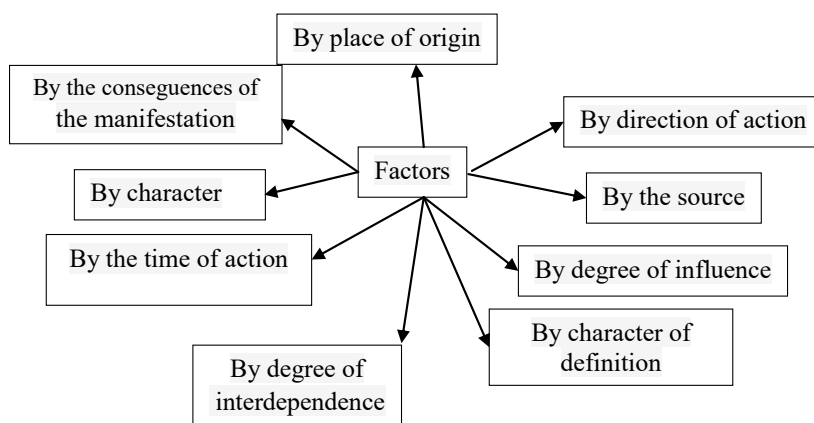 By place of origin
By the conseguences of
the manifestation
By direction of action
Factors
By character
By the source
By the time of action
By degree of influence
By character of
definition
By degree of
interdependence